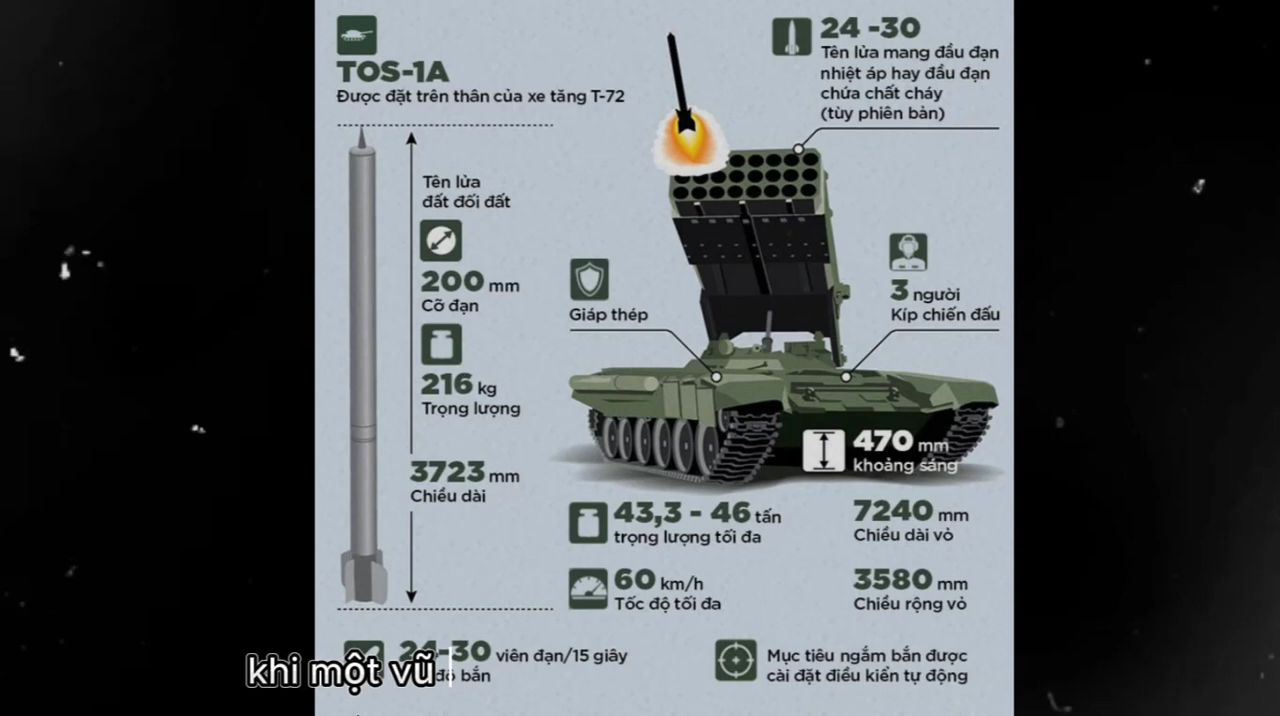 TOS-1A
Được đặt trên thân của xe tăng T-72
24 -30
Tên lửa mang đầu đạn
nhiệt áp hay đầu đạn
chứa chất cháy
(tùy phiên bản)
Tên lửa
đất đối đất
200 mm
Cỡ đạn
216 kg
Trọng lượng
3723 mm
Chiều dài
Giáp thép
3 người
Kíp chiến đấu
470 mm
khoảng sáng
43,3 - 46 tấn
trọng lượng tối đa
7240 mm
Chiều dài vỏ
60 km/h
Tốc độ tối đa
3580 mm
Chiều rộng vỏ
24-30 viên đạn/15 giây
độ bắn
Mục tiêu ngắm bắn được
cài đặt điều kiển tự động
khi một vũ